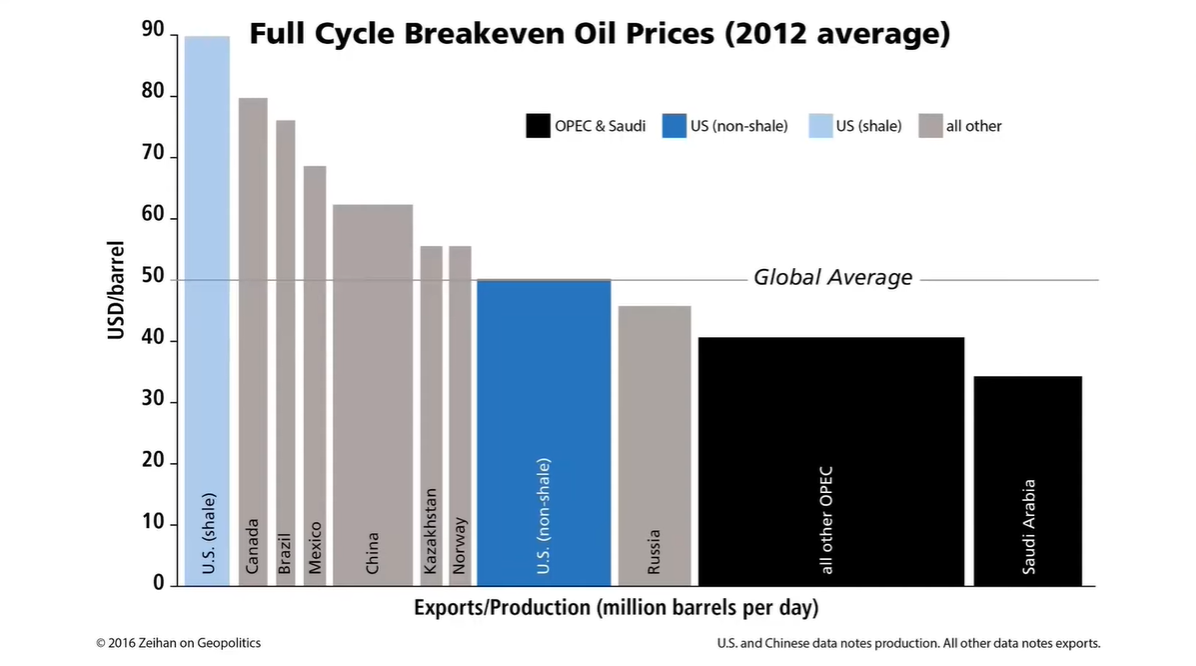 Full Cycle Breakeven Oil Prices (2012 average)
OPEC & Saudi
US (non-shale)
US (shale)
all other
USD/barrel
90
80
70
60
50
40
30
20
10
0
Global Average
U.S. (shale)
Canada
Brazil
Mexico
China
Kazakhstan
Norway
U.S. (non-shale)
Russia
all other OPEC
Saudi Arabia
Exports/Production (million barrels per day)
© 2016 Zeihan on Geopolitics
U.S. and Chinese data notes production. All other data notes exports.